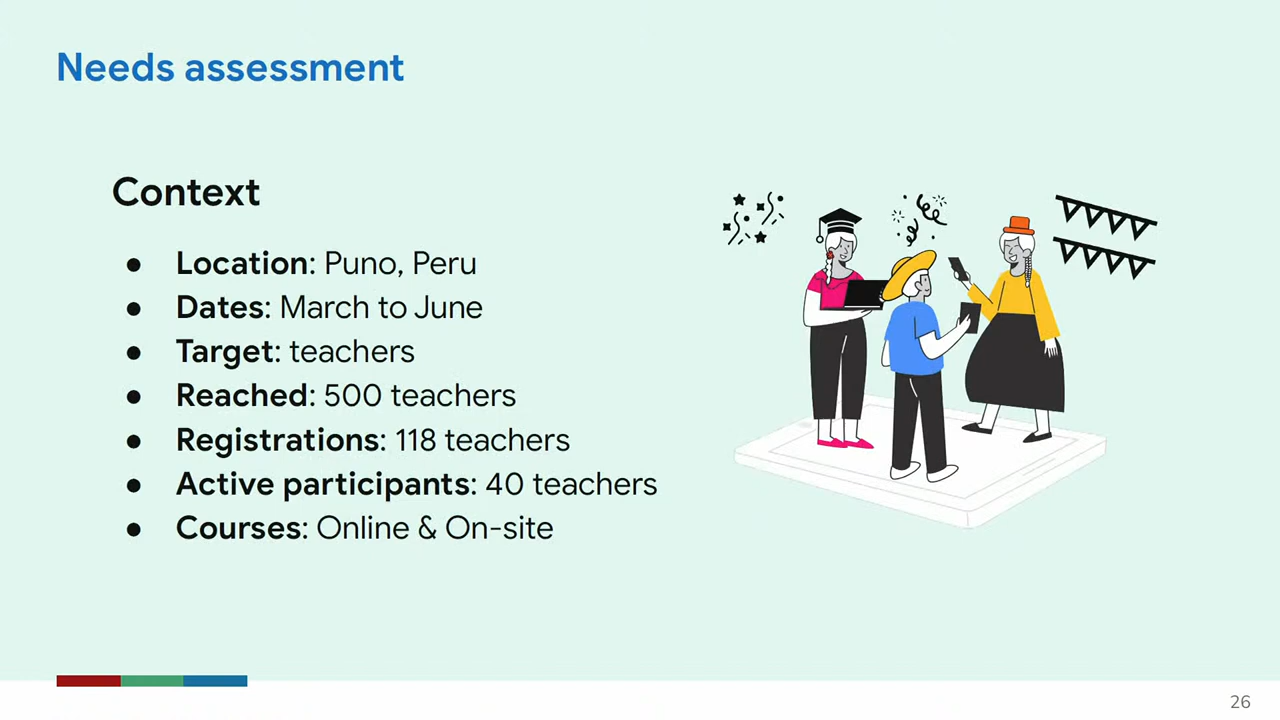 Needs assessment
Context
● Location: Puno, Peru
● Dates: March to June
● Target: teachers
● Reached: 500 teachers
● Registrations: 118 teachers
● Active participants: 40 teachers
● Courses: Online & On-site
26